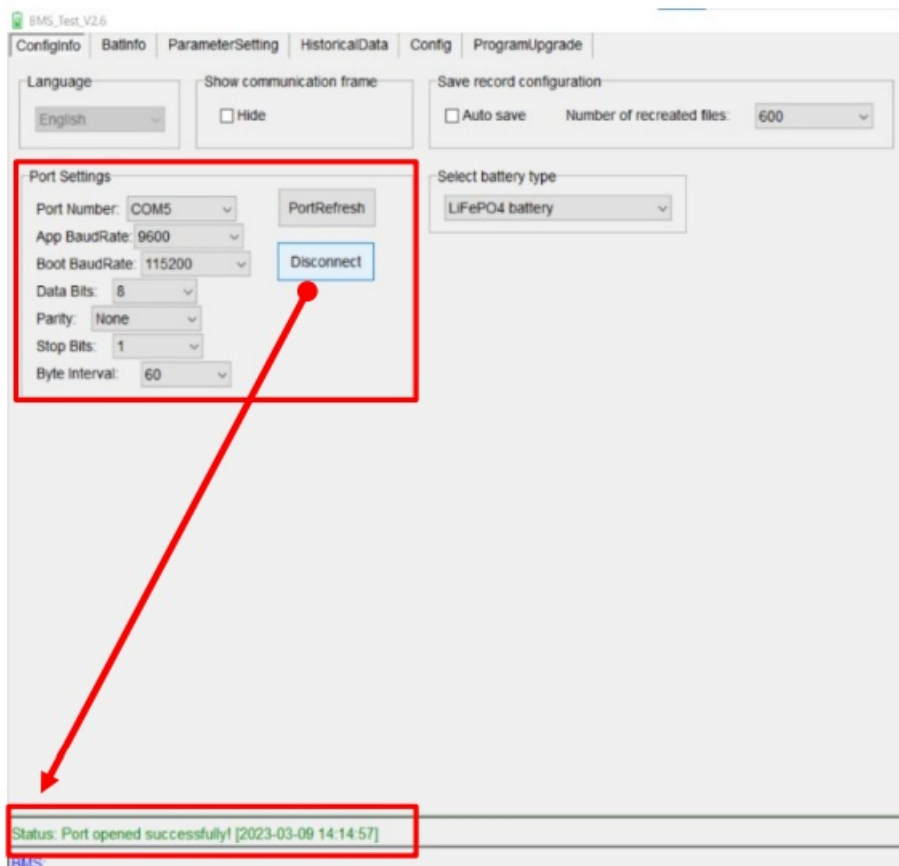 BMS_Test_V2.6
ConfigInfo BatInfo ParameterSetting HistoricalData Config ProgramUpgrade
Language
English
Show communication frame
Hide
Save record configuration
Auto save Number of recreated files: 600
Port Settings
Port Number: COM5 PortRefresh
App BaudRate: 9600
Boot BaudRate: 115200 Disconnect
Data Bits: 8
Parity: None
Stop Bits: 1
Byte Interval: 60
Select battery type
LiFePO4 battery
Status: Port opened successfully! [2023-03-09 14:14:57]
BMS: